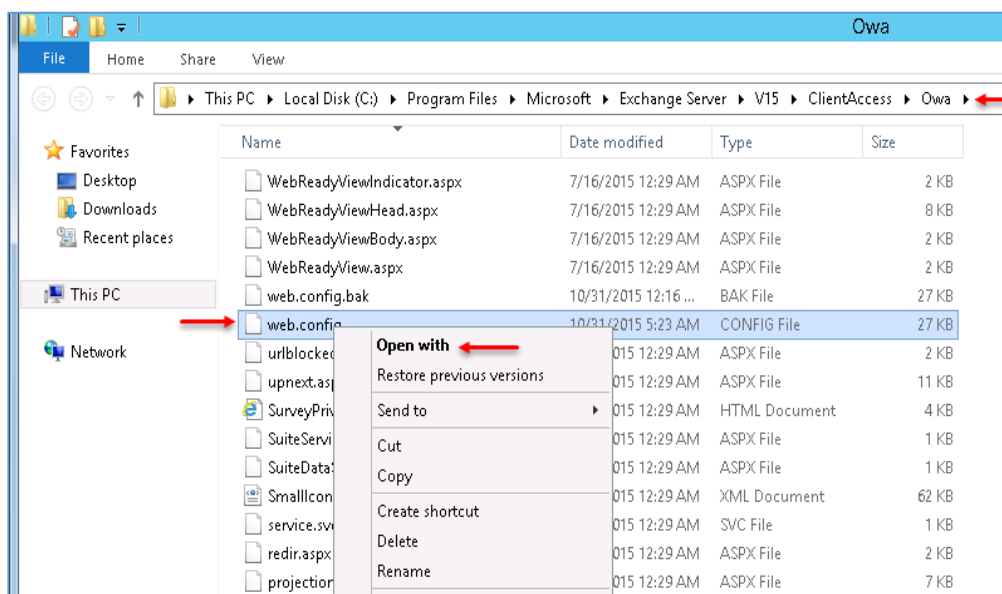 Owa
File Home Share View
This PC Local Disk (C:) Program Files Microsoft Exchange Server V15 ClientAccess Owa
Favorites
Desktop
Downloads
Recent places
This PC
Network
Name Date modified Type Size
WebReadyViewIndicator.aspx 7/16/2015 12:29 AM ASPX File 2 KB
WebReadyViewHead.aspx 7/16/2015 12:29 AM ASPX File 8 KB
WebReadyViewBody.aspx 7/16/2015 12:29 AM ASPX File 2 KB
WebReadyView.aspx 7/16/2015 12:29 AM ASPX File 2 KB
web.config.bak 10/31/2015 12:16 ... BAK File 27 KB
web.config 10/31/2015 5:23 AM CONFIG File 27 KB
urlblocked 015 12:29 AM ASPX File 2 KB
upnext.asp 015 12:29 AM ASPX File 11 KB
SurveyPriv 015 12:29 AM HTML Document 4 KB
SuiteServi 015 12:29 AM ASPX File 1 KB
SuiteData 015 12:29 AM ASPX File 1 KB
SmallIcon 015 12:29 AM XML Document 62 KB
service.sv 015 12:29 AM SVC File 1 KB
redir.aspx 015 12:29 AM ASPX File 2 KB
projection 015 12:29 AM ASPX File 7 KB
Open with
Restore previous versions
Send to
Cut
Copy
Create shortcut
Delete
Rename